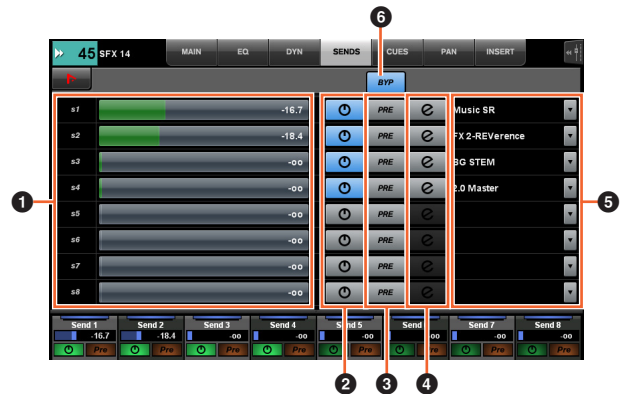 6
45 SFX 14 MAIN EQ DYN SENDS CUES PAN INSERT
BYP
s1 -16.7 PRE e Music SR
s2 -18.4 PRE e FX 2-REVerence
s3 -oo PRE e BG STEM
s4 -oo PRE e 2.0 Master
s5 -oo PRE e
s6 -oo PRE e
s7 -oo PRE e
s8 -oo PRE e
1
5
Send 1 Send 2 Send 3 Send 4 Send 5 Send Send 7 Send 8
-16.7 -18.4 -oo -oo -oo -oo -oo -oo
Pre Pre Pre Pre Pre Pre Pre Pre
2 3 4